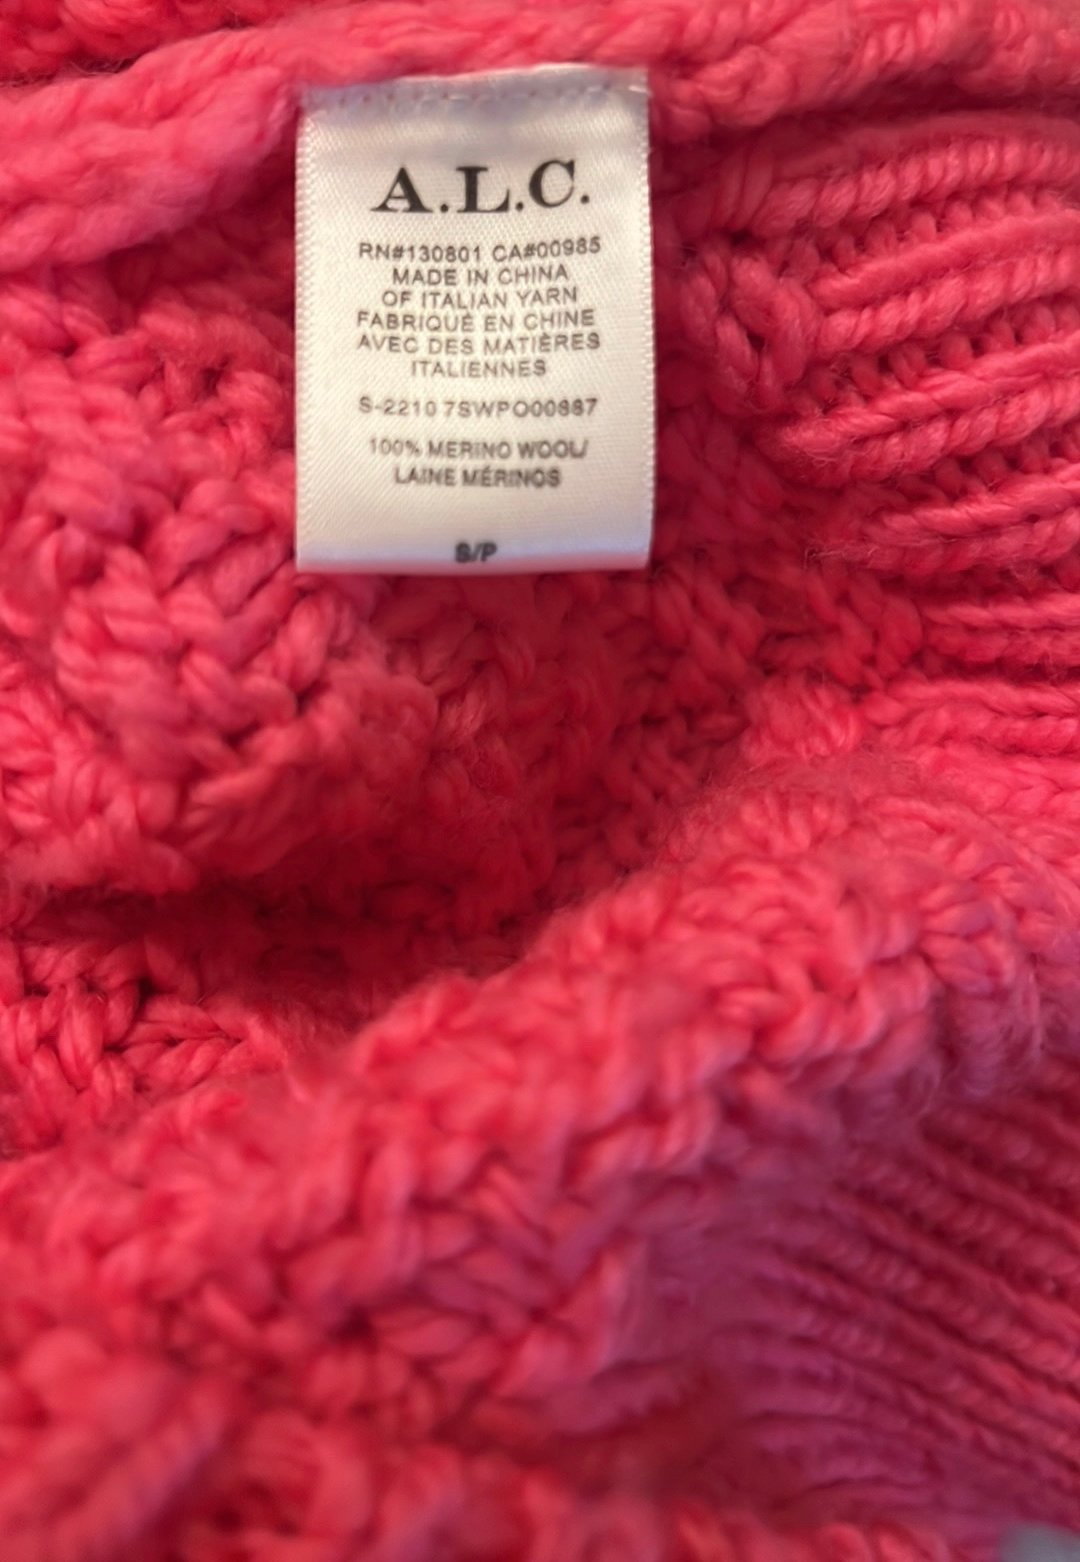 A.L.C.
RN#130801 CA#00985
MADE IN CHINA
OF ITALIAN YARN
FABRIQUÉ EN CHINE
AVEC DES MATIÈRES
ITALIENNES
S-2210 7SWPO00887
100% MERINO WOOL/
LAINE MÉRINOS
S/P